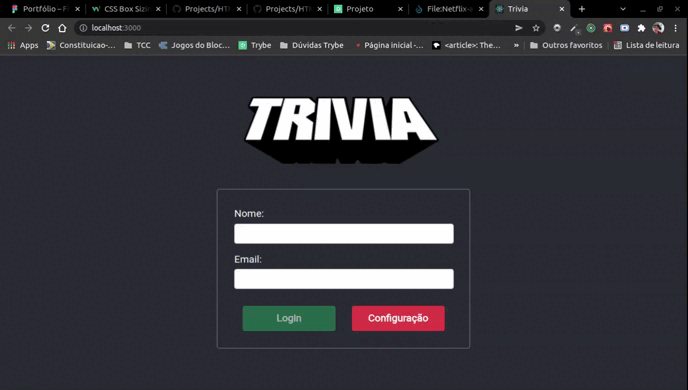 Portfólio – F
CSS Box Sizin
Projects/HTI
Projects/HTI
Projeto
File:Netflix-a
Trivia
localhost:3000
Apps
Constituicao-...
TCC
Jogos do Bloc...
Trybe
Dúvidas Trybe
Página inicial -...
<article>: The...
Outros favoritos
Lista de leitura
TRIVIA
Nome:
Email:
Login
Configuração